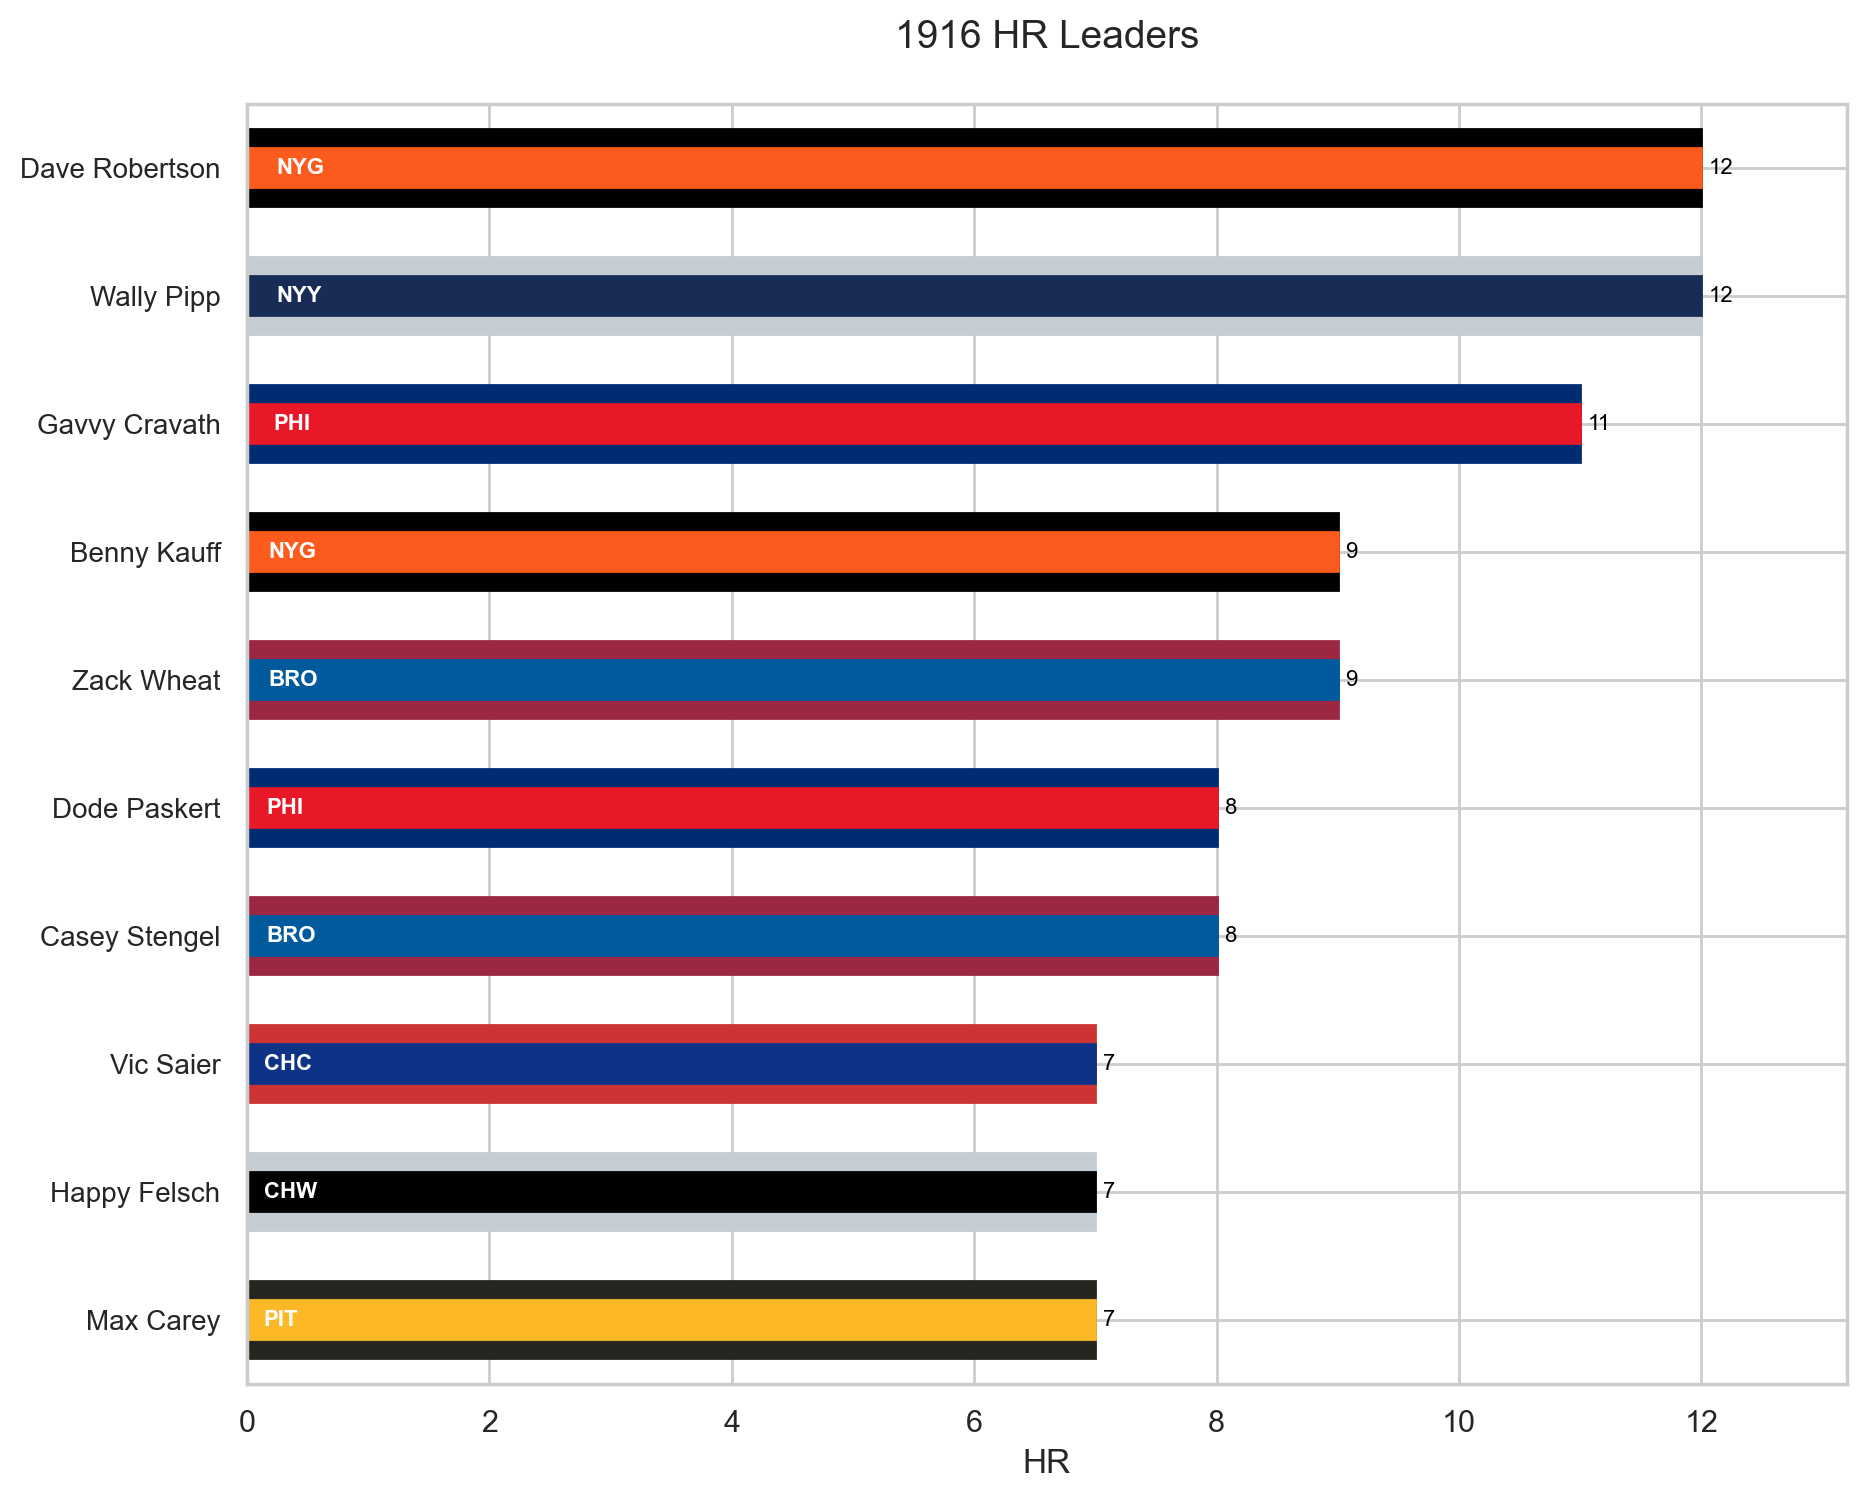 1916 HR Leaders
Dave Robertson NYG 12
Wally Pipp NYY 12
Gavvy Cravath PHI 11
Benny Kauff NYG 9
Zack Wheat BRO 9
Dode Paskert PHI 8
Casey Stengel BRO 8
Vic Saier CHC 7
Happy Felsch CHW 7
Max Carey PIT 7
0 2 4 6 8 10 12
HR